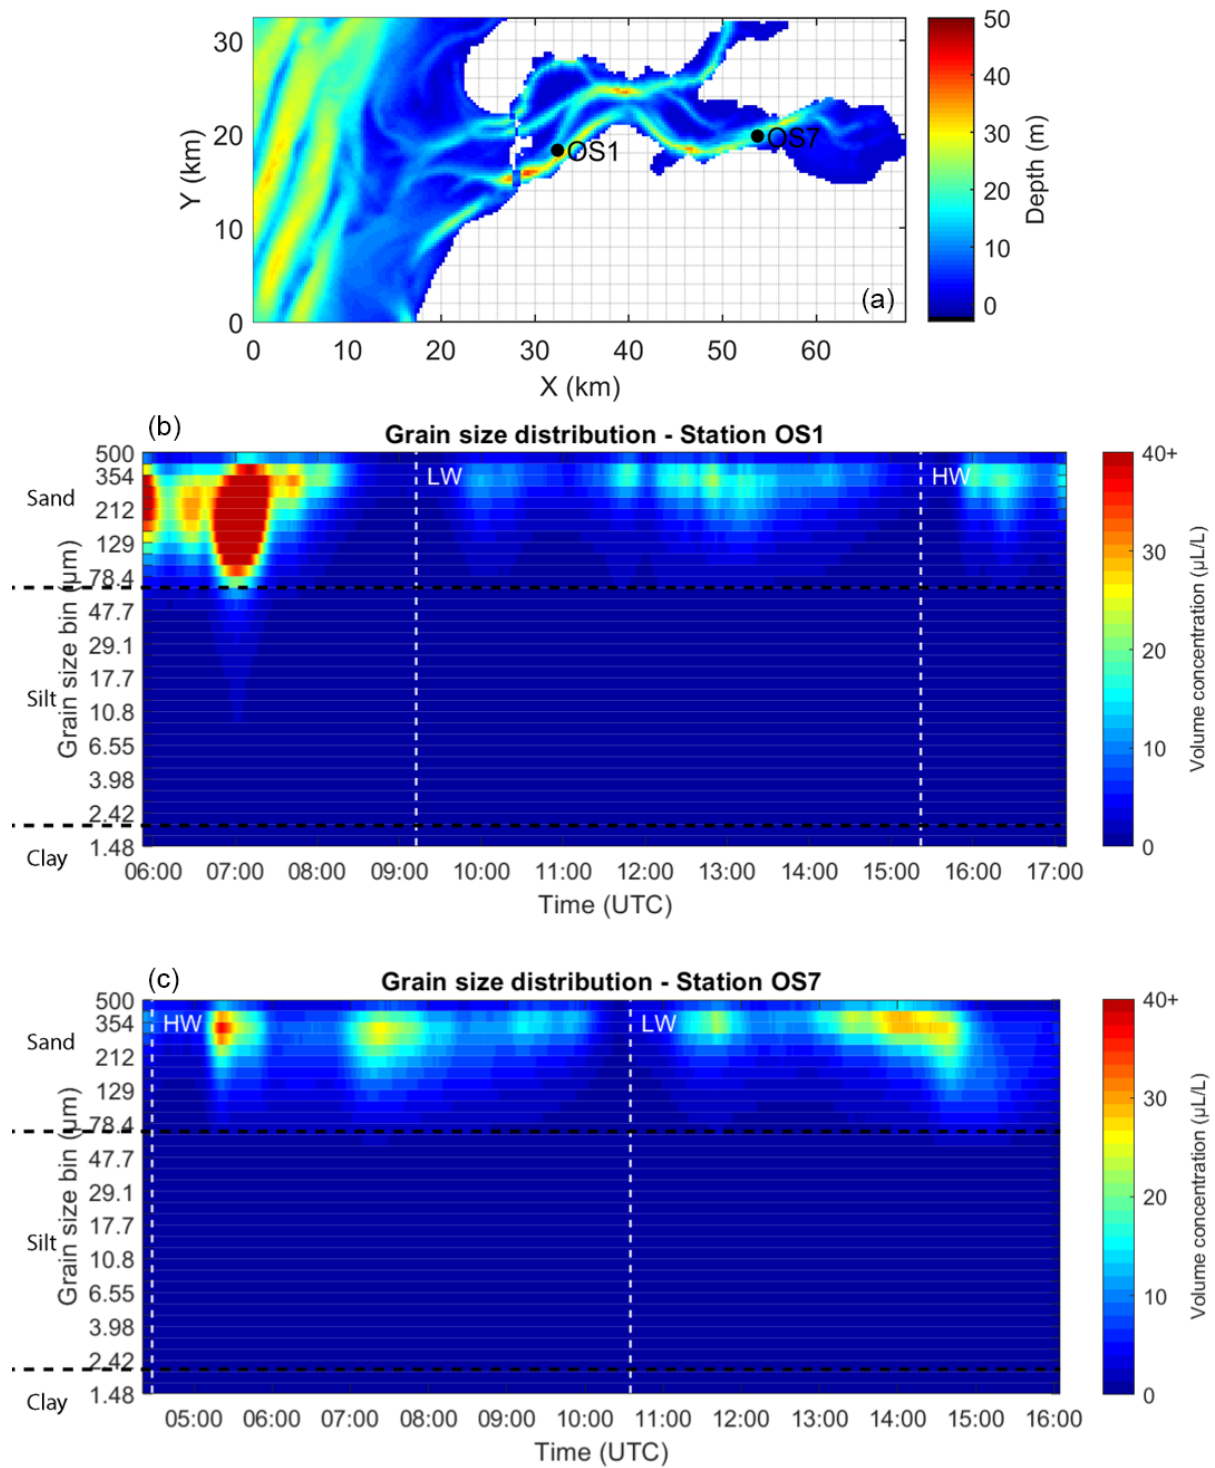 30
20
10
0
Y (km)
0 10 20 30 40 50 60
X (km)
OS1
OS7
(a)
50
40
30
20
10
0
Depth (m)
(b)
Grain size distribution - Station OS1
500
354
212
129
78.4
47.7
29.1
17.7
10.8
6.55
3.98
2.42
1.48
Sand
Silt
Clay
Grain size bin (µm)
LW
HW
06:00 07:00 08:00 09:00 10:00 11:00 12:00 13:00 14:00 15:00 16:00 17:00
Time (UTC)
40+
30
20
10
0
Volume concentration (µL/L)
(c)
Grain size distribution - Station OS7
500
354
212
129
78.4
47.7
29.1
17.7
10.8
6.55
3.98
2.42
1.48
Sand
Silt
Clay
Grain size bin (µm)
HW
LW
05:00 06:00 07:00 08:00 09:00 10:00 11:00 12:00 13:00 14:00 15:00 16:00
Time (UTC)
40+
30
20
10
0
Volume concentration (µL/L)